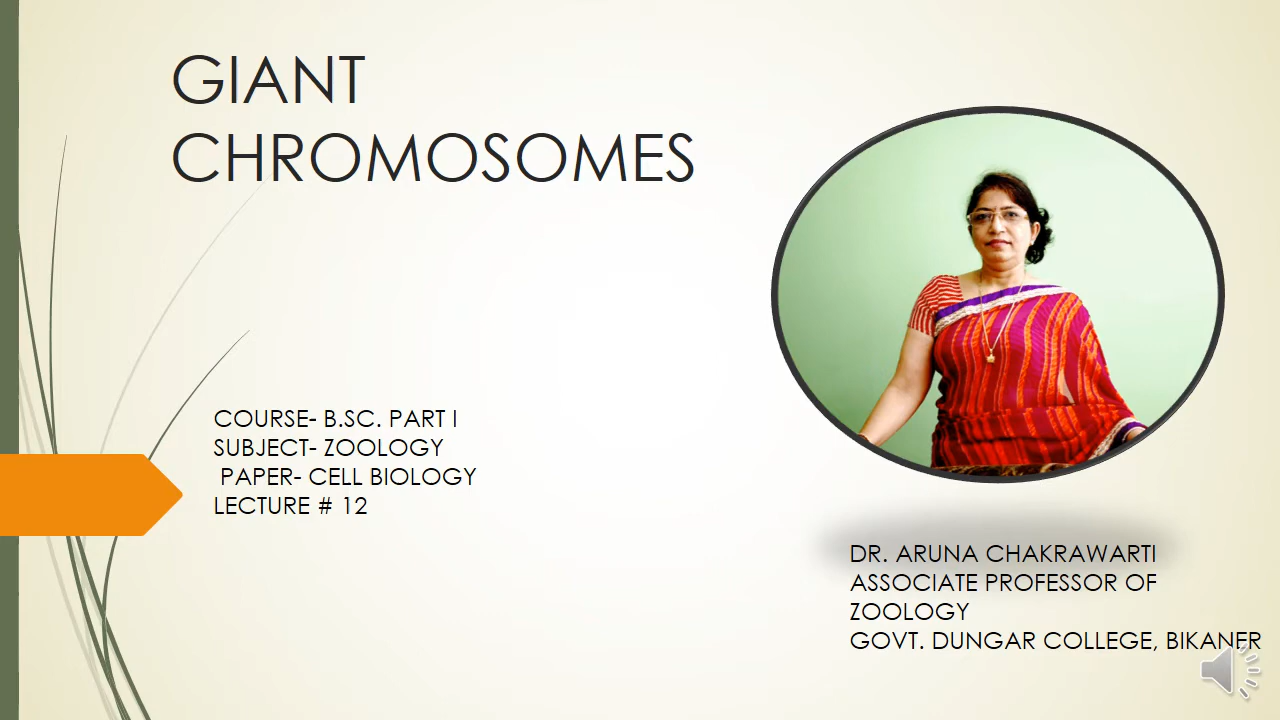 GIANT
CHROMOSOMES
COURSE- B.SC. PART I
SUBJECT- ZOOLOGY
PAPER- CELL BIOLOGY
LECTURE # 12
DR. ARUNA CHAKRAWARTI
ASSOCIATE PROFESSOR OF
ZOOLOGY
GOVT. DUNGAR COLLEGE, BIKANER